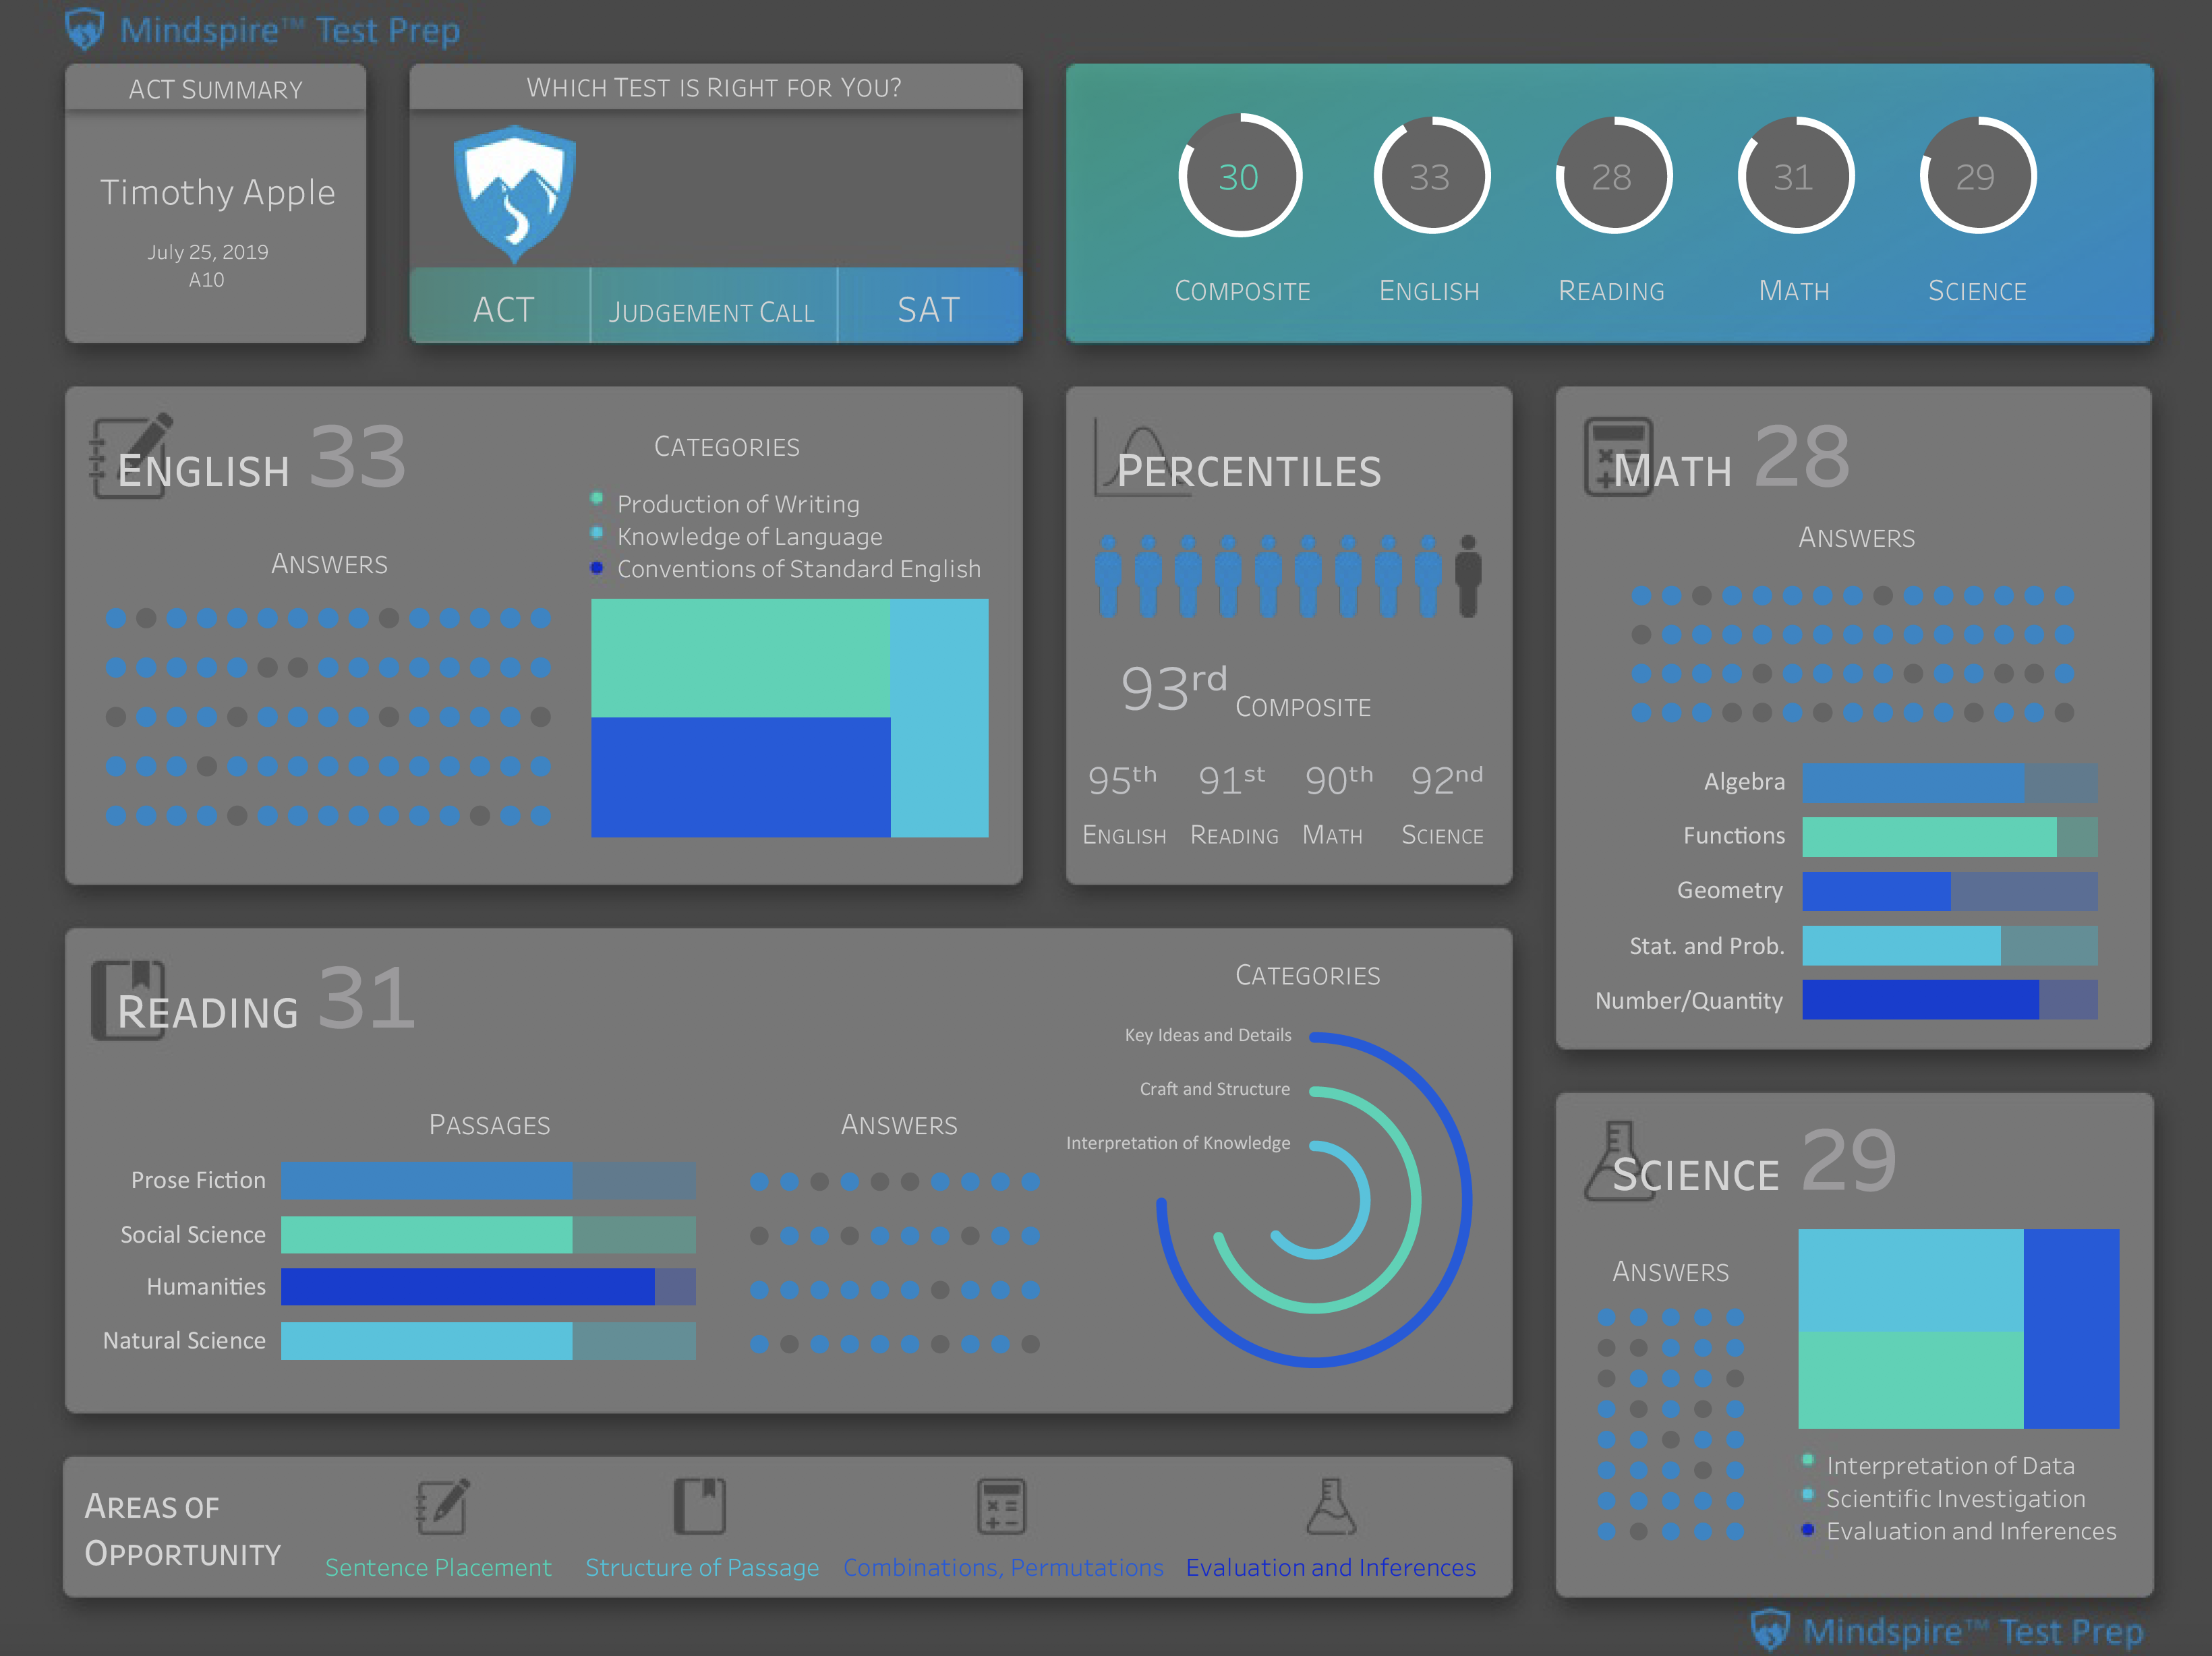 Mindspire™ Test Prep
ACT SUMMARY
Timothy Apple
July 25, 2019
A10
WHICH TEST IS RIGHT FOR YOU?
ACT
JUDGEMENT CALL
SAT
30
33
28
31
29
COMPOSITE
ENGLISH
READING
MATH
SCIENCE
ENGLISH 33
ANSWERS
CATEGORIES
Production of Writing
Knowledge of Language
Conventions of Standard English
PERCENTILES
93rd COMPOSITE
95th
91st
90th
92nd
ENGLISH
READING
MATH
SCIENCE
MATH 28
ANSWERS
Algebra
Functions
Geometry
Stat. and Prob.
Number/Quantity
READING 31
PASSAGES
Prose Fiction
Social Science
Humanities
Natural Science
ANSWERS
CATEGORIES
Key Ideas and Details
Craft and Structure
Interpretation of Knowledge
SCIENCE 29
ANSWERS
Interpretation of Data
Scientific Investigation
Evaluation and Inferences
AREAS OF
OPPORTUNITY
Sentence Placement
Structure of Passage
Combinations, Permutations
Evaluation and Inferences
Mindspire™ Test Prep